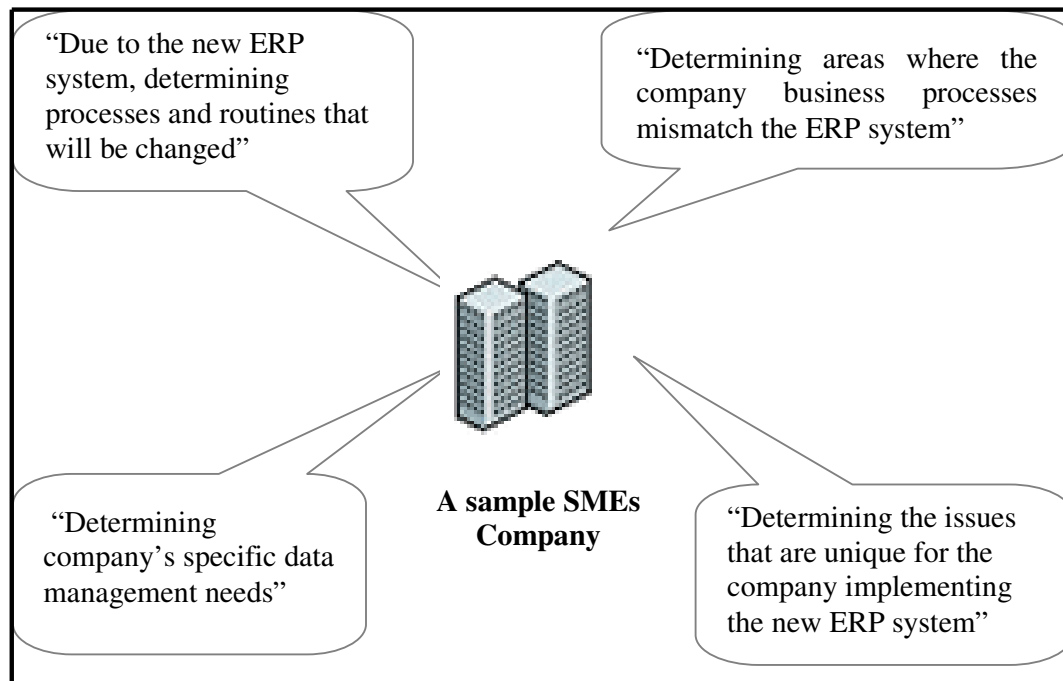 “Due to the new ERP
system, determining
processes and routines that
will be changed”
“Determining areas where the
company business processes
mismatch the ERP system”
“Determining
company’s specific data
management needs”
A sample SMEs
Company
“Determining the issues
that are unique for the
company implementing
the new ERP system”